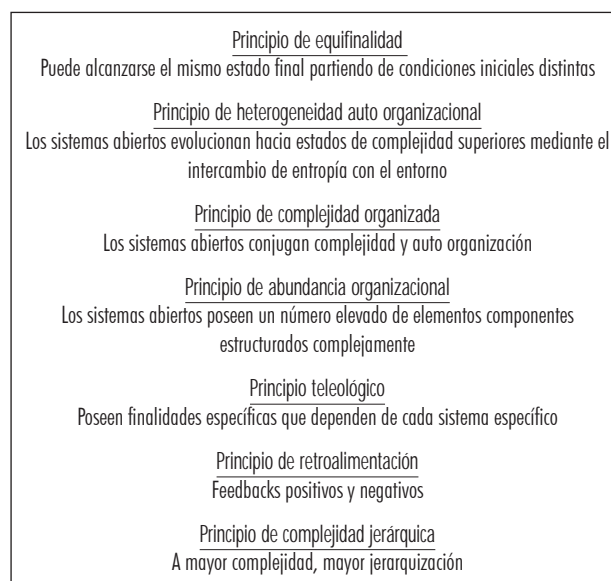 Principio de equifinalidad
Puede alcanzarse el mismo estado final partiendo de condiciones iniciales distintas
Principio de heterogeneidad auto organizacional
Los sistemas abiertos evolucionan hacia estados de complejidad superiores mediante el
intercambio de entropía con el entorno
Principio de complejidad organizada
Los sistemas abiertos conjugan complejidad y auto organización
Principio de abundancia organizacional
Los sistemas abiertos poseen un número elevado de elementos componentes
estructurados complejamente
Principio teleológico
Poseen finalidades específicas que dependen de cada sistema específico
Principio de retroalimentación
Feedbacks positivos y negativos
Principio de complejidad jerárquica
A mayor complejidad, mayor jerarquización